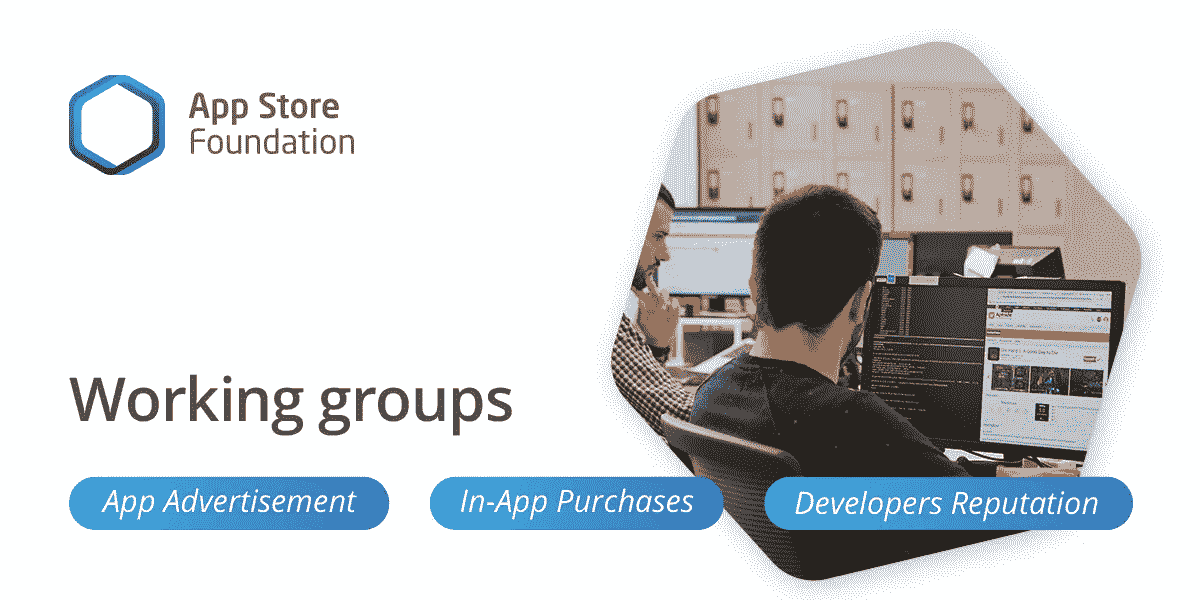 App Store
Foundation
Working groups
App Advertisement
In-App Purchases
Developers Reputation